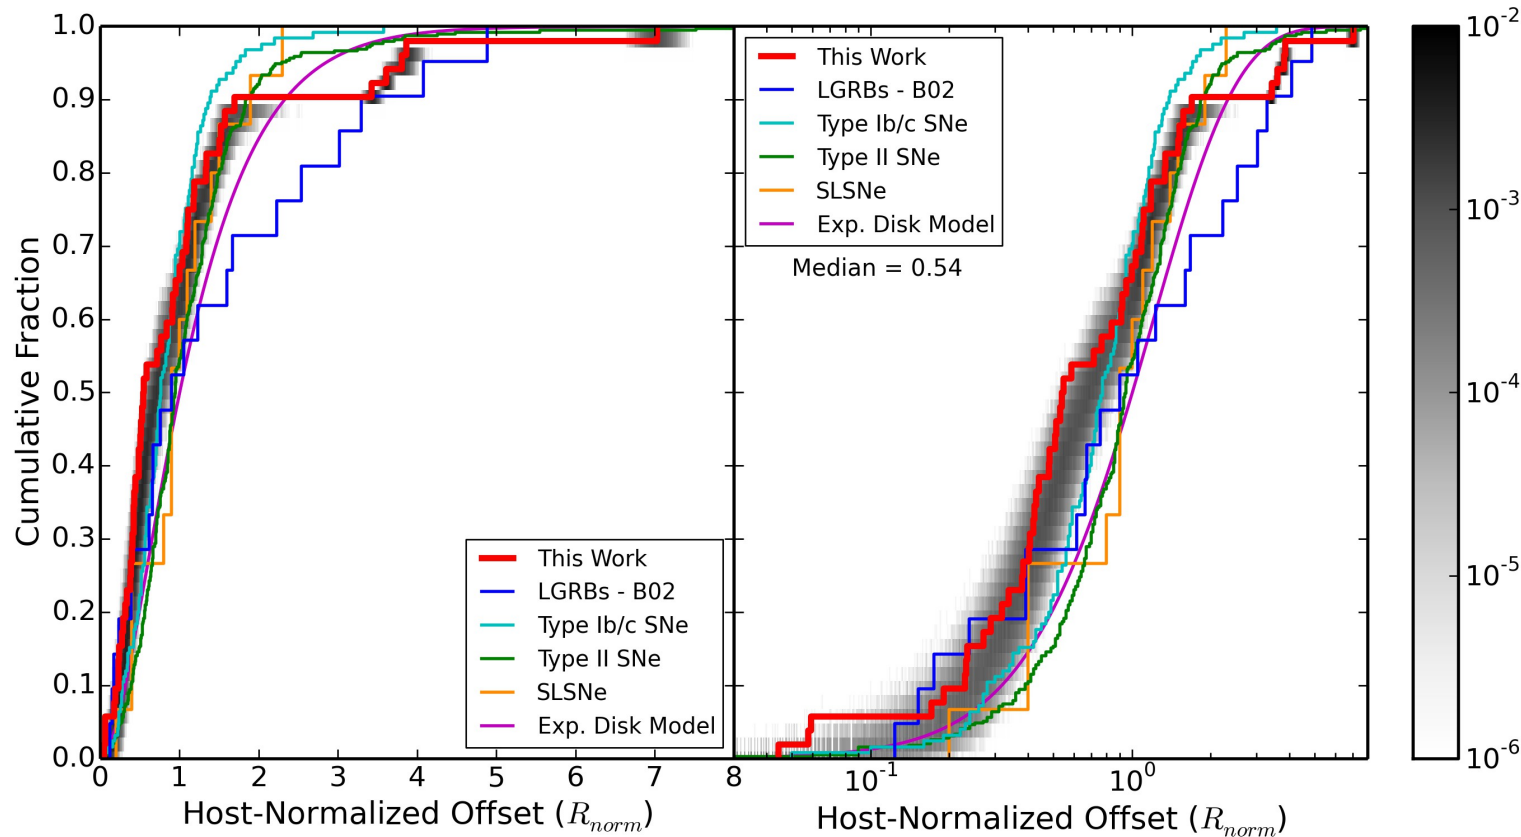 Cumulative Fraction
1.0
0.9
0.8
0.7
0.6
0.5
0.4
0.3
0.2
0.1
0.0
This Work
LGRBs - B02
Type Ib/c SNe
Type II SNe
SLSNe
Exp. Disk Model
0 1 2 3 4 5 6 7 8
Host-Normalized Offset (R_norm)
This Work
LGRBs - B02
Type Ib/c SNe
Type II SNe
SLSNe
Exp. Disk Model
Median = 0.54
10^-1 10^0
Host-Normalized Offset (R_norm)
10^-2
10^-3
10^-4
10^-5
10^-6